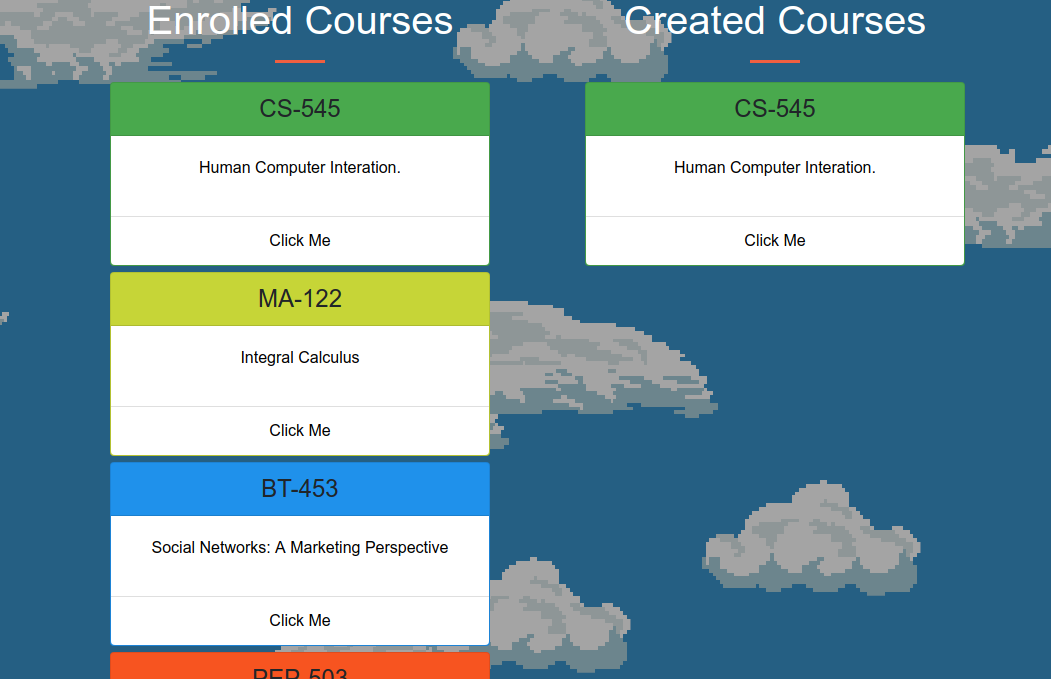 Enrolled Courses
CS-545
Human Computer Interation.
Click Me
MA-122
Integral Calculus
Click Me
BT-453
Social Networks: A Marketing Perspective
Click Me
Created Courses
CS-545
Human Computer Interation.
Click Me